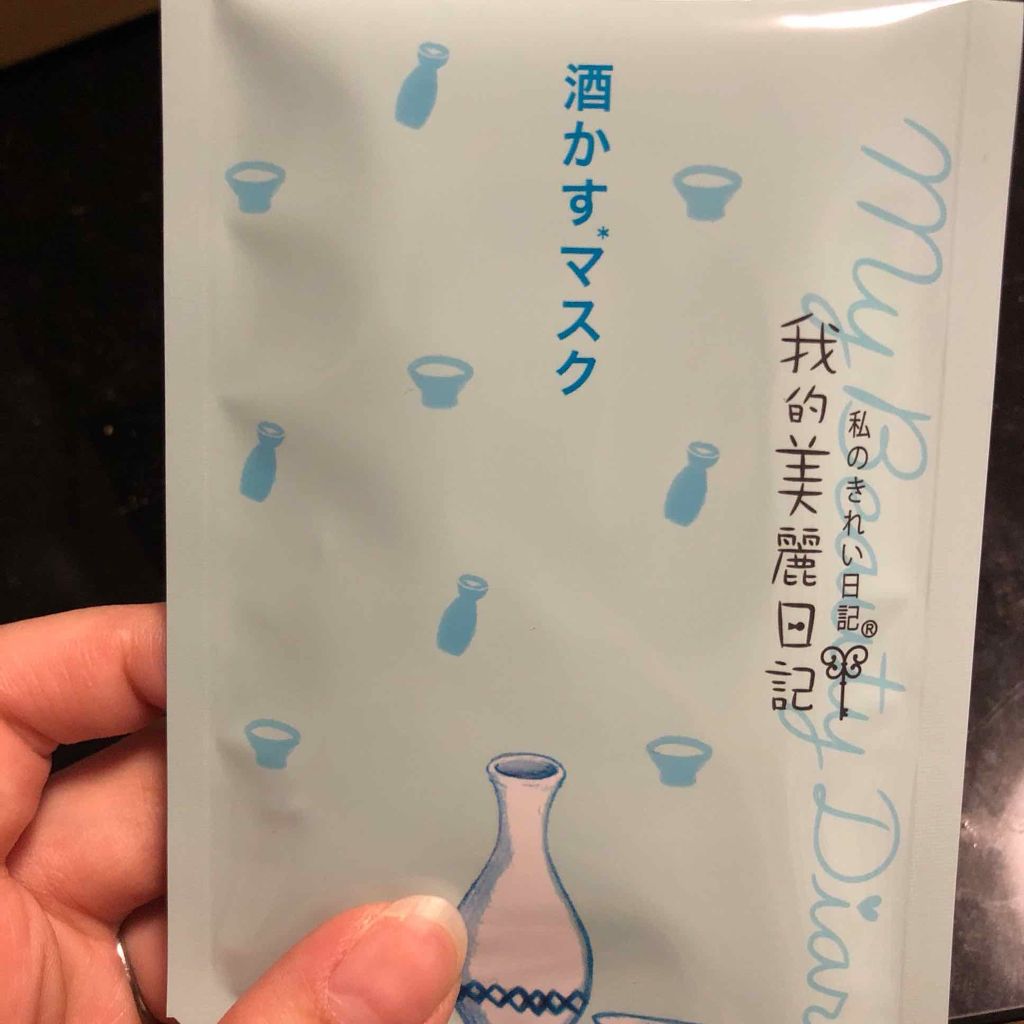 酒かす*マスク
My Beauty Diar
私のきれい日記®
我的美麗日記